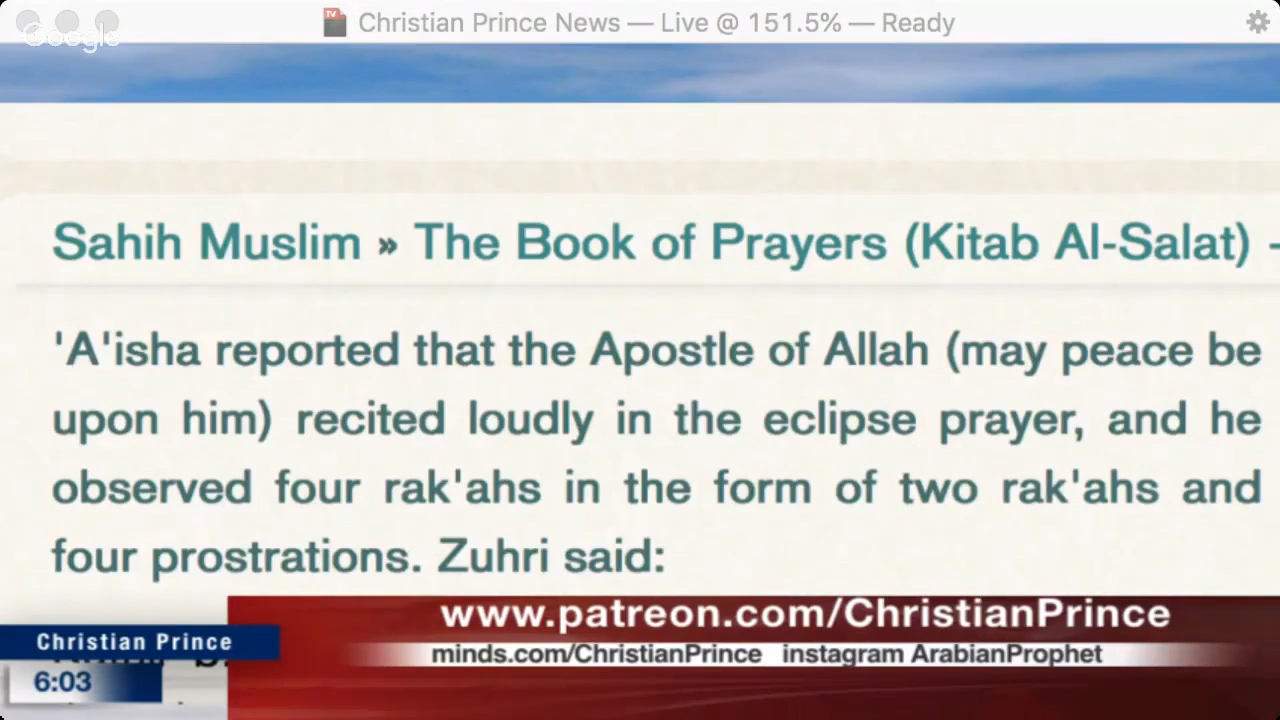 TV Christian Prince News — Live @ 151.5% — Ready
Google
Sahih Muslim » The Book of Prayers (Kitab Al-Salat) -
'A'isha reported that the Apostle of Allah (may peace be
upon him) recited loudly in the eclipse prayer, and he
observed four rak'ahs in the form of two rak'ahs and
four prostrations. Zuhri said:
www.patreon.com/ChristianPrince
Christian Prince
minds.com/ChristianPrince instagram ArabianProphet
6:03